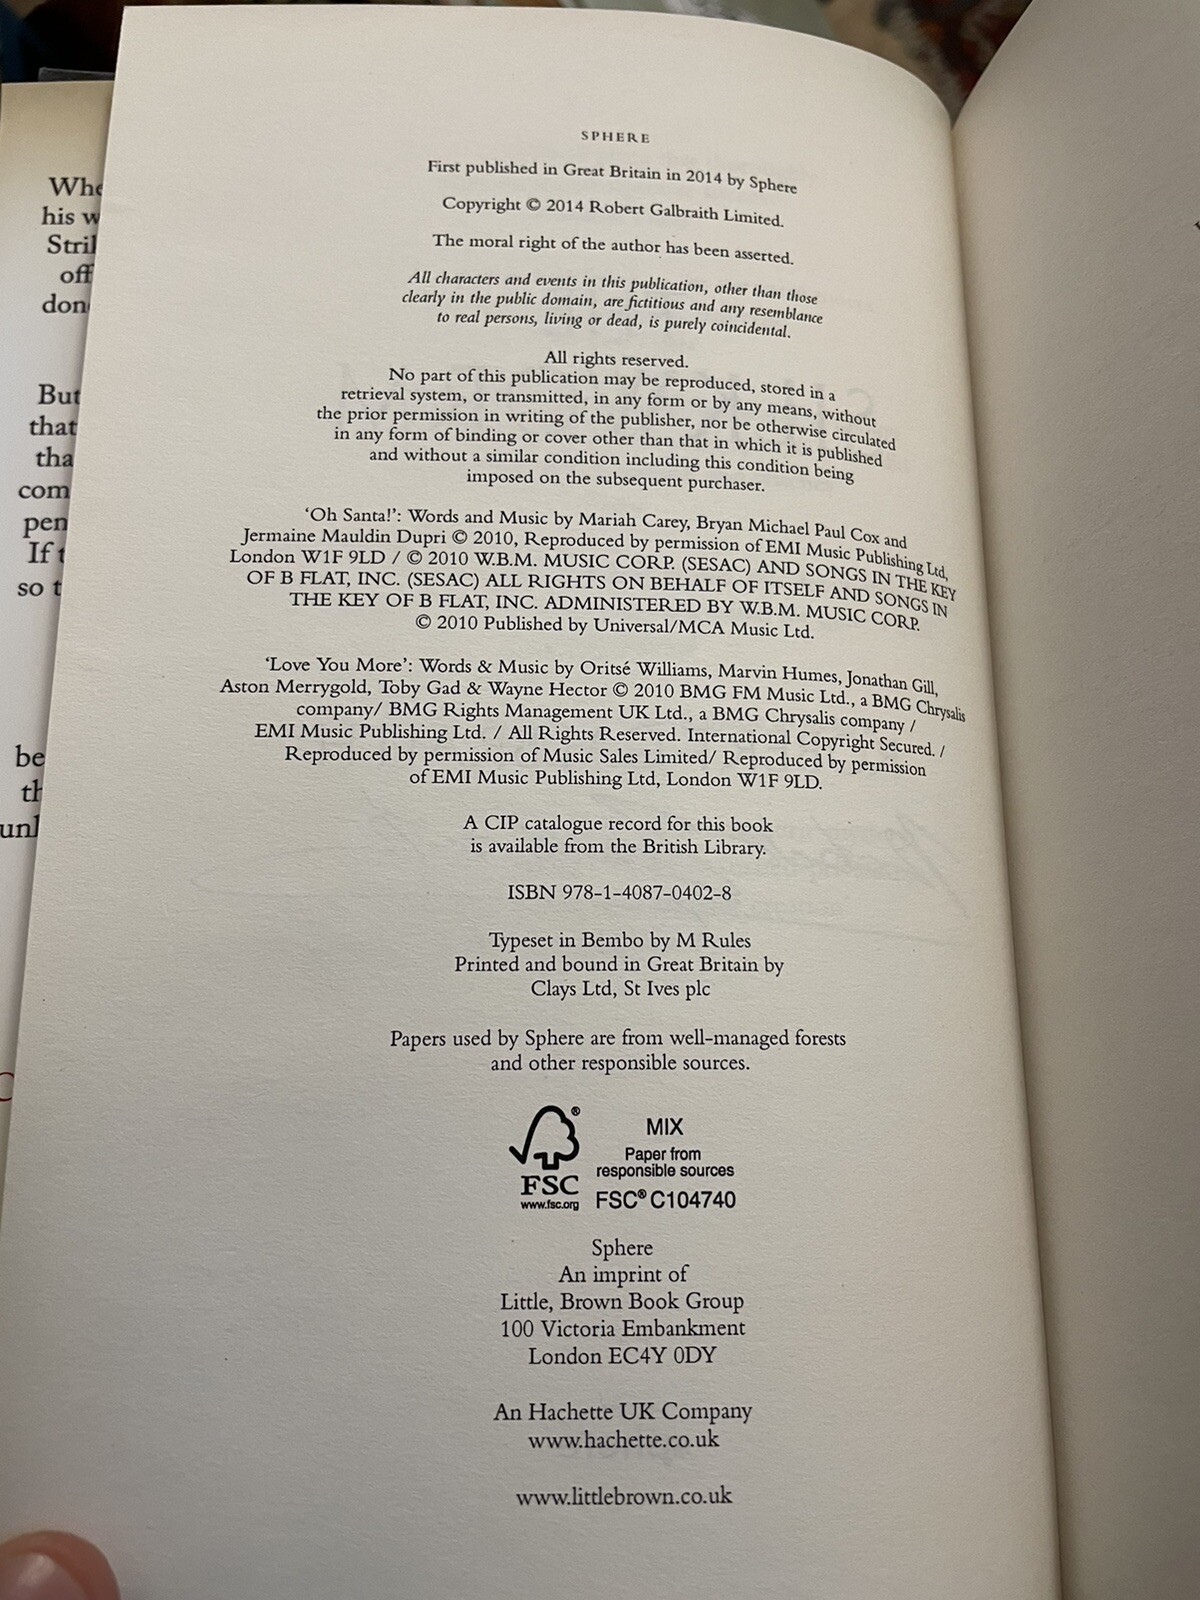 Whe
his w
Stril
off
don
But
that
tha
com
pen
If t
so t
be
th
unl
SPHERE
First published in Great Britain in 2014 by Sphere
Copyright © 2014 Robert Galbraith Limited.
The moral right of the author has been asserted.
All characters and events in this publication, other than those
clearly in the public domain, are fictitious and any resemblance
to real persons, living or dead, is purely coincidental.
All rights reserved.
No part of this publication may be reproduced, stored in a
retrieval system, or transmitted, in any form or by any means, without
the prior permission in writing of the publisher, nor be otherwise circulated
in any form of binding or cover other than that in which it is published
and without a similar condition including this condition being
imposed on the subsequent purchaser.
‘Oh Santa!’: Words and Music by Mariah Carey, Bryan Michael Paul Cox and
Jermaine Mauldin Dupri © 2010, Reproduced by permission of EMI Music Publishing Ltd,
London W1F 9LD / © 2010 W.B.M. MUSIC CORP. (SESAC) AND SONGS IN THE KEY
OF B FLAT, INC. (SESAC) ALL RIGHTS ON BEHALF OF ITSELF AND SONGS IN
THE KEY OF B FLAT, INC. ADMINISTERED BY W.B.M. MUSIC CORP.
© 2010 Published by Universal/MCA Music Ltd.
‘Love You More’: Words & Music by Oritsé Williams, Marvin Humes, Jonathan Gill,
Aston Merrygold, Toby Gad & Wayne Hector © 2010 BMG FM Music Ltd., a BMG Chrysalis
company/ BMG Rights Management UK Ltd., a BMG Chrysalis company /
EMI Music Publishing Ltd. / All Rights Reserved. International Copyright Secured. /
Reproduced by permission of Music Sales Limited/ Reproduced by permission
of EMI Music Publishing Ltd, London W1F 9LD.
A CIP catalogue record for this book
is available from the British Library.
ISBN 978-1-4087-0402-8
Typeset in Bembo by M Rules
Printed and bound in Great Britain by
Clays Ltd, St Ives plc
Papers used by Sphere are from well-managed forests
and other responsible sources.
FSC
www.fsc.org
MIX
Paper from
responsible sources
FSC® C104740
Sphere
An imprint of
Little, Brown Book Group
100 Victoria Embankment
London EC4Y 0DY
An Hachette UK Company
www.hachette.co.uk
www.littlebrown.co.uk